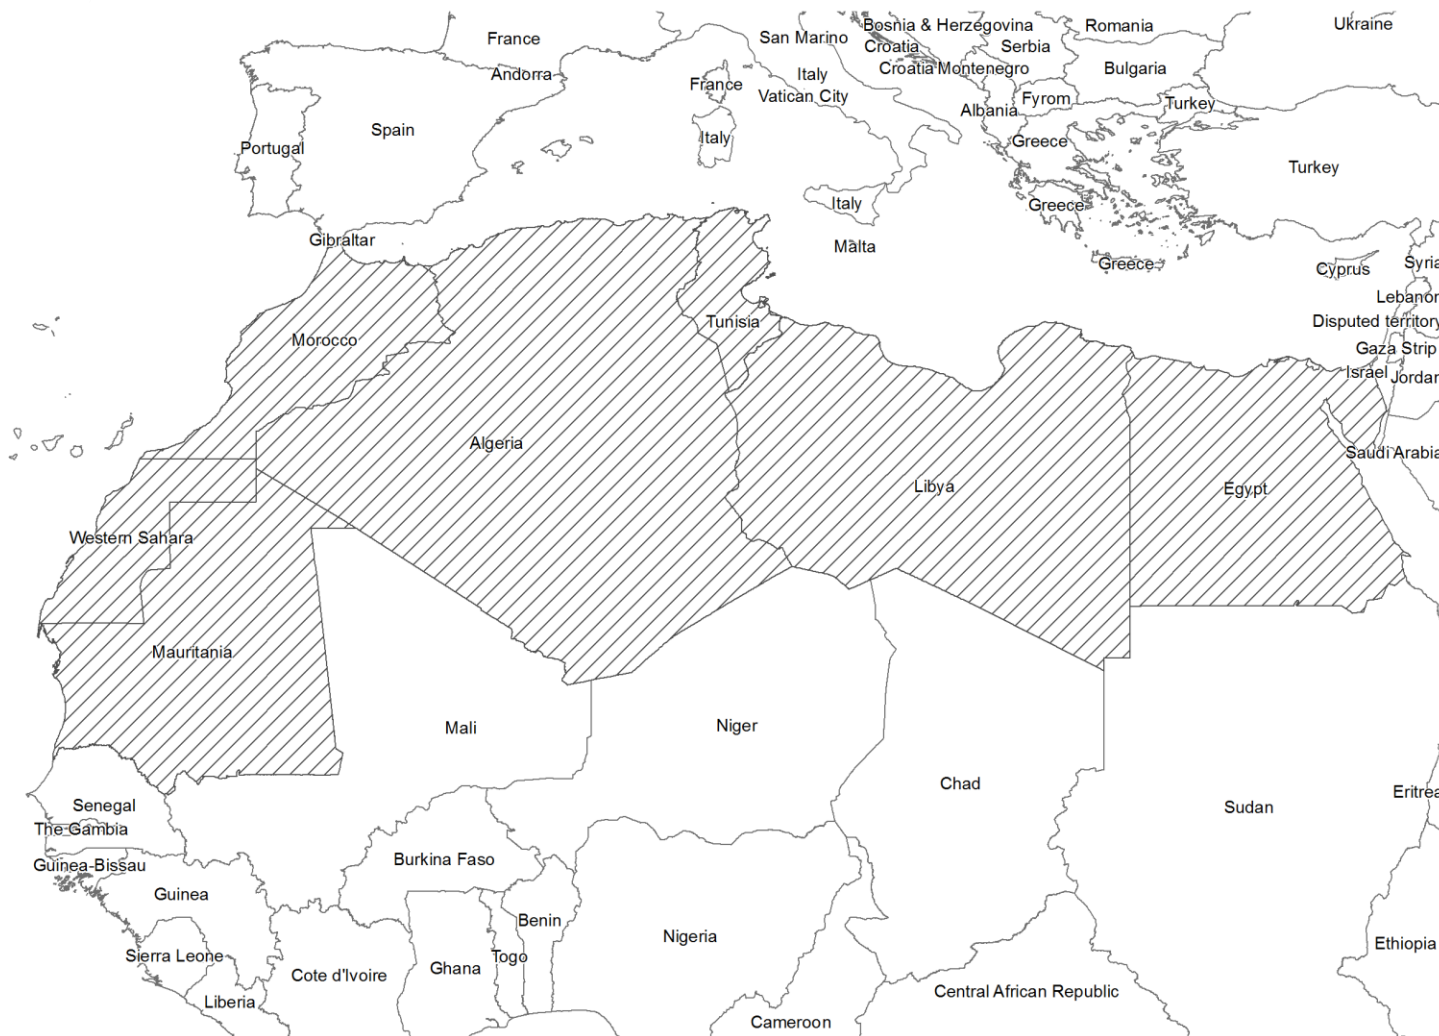 France
San Marino
Bosnia & Herzegovina
Romania
Ukraine
Croatia
Serbia
Andorra
Italy
Croatia
Montenegro
Bulgaria
France
Vatican City
Albania
Fyrom
Turkey
Spain
Portugal
Italy
Greece
Turkey
Italy
Greece
Gibraltar
Malta
Greece
Cyprus
Syria
Lebanon
Disputed territory
Morocco
Tunisia
Gaza Strip
Israel
Jordan
Algeria
Saudi Arabia
Libya
Egypt
Western Sahara
Mauritania
Mali
Niger
Chad
Sudan
Eritrea
Senegal
The Gambia
Guinea-Bissau
Burkina Faso
Guinea
Benin
Nigeria
Sierra Leone
Togo
Ghana
Cote d'Ivoire
Ethiopia
Liberia
Central African Republic
Cameroon